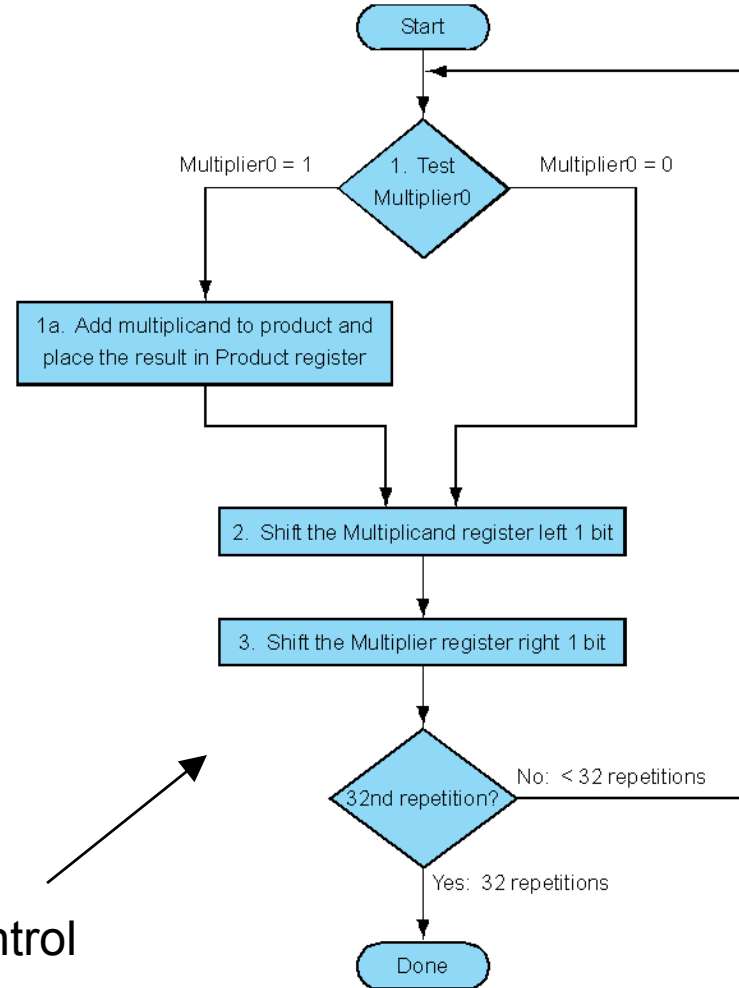 Start
Multiplier0 = 1
1. Test
Multiplier0
Multiplier0 = 0
1a. Add multiplicand to product and
place the result in Product register
2. Shift the Multiplicand register left 1 bit
3. Shift the Multiplier register right 1 bit
32nd repetition?
No: < 32 repetitions
Yes: 32 repetitions
ntrol
Done